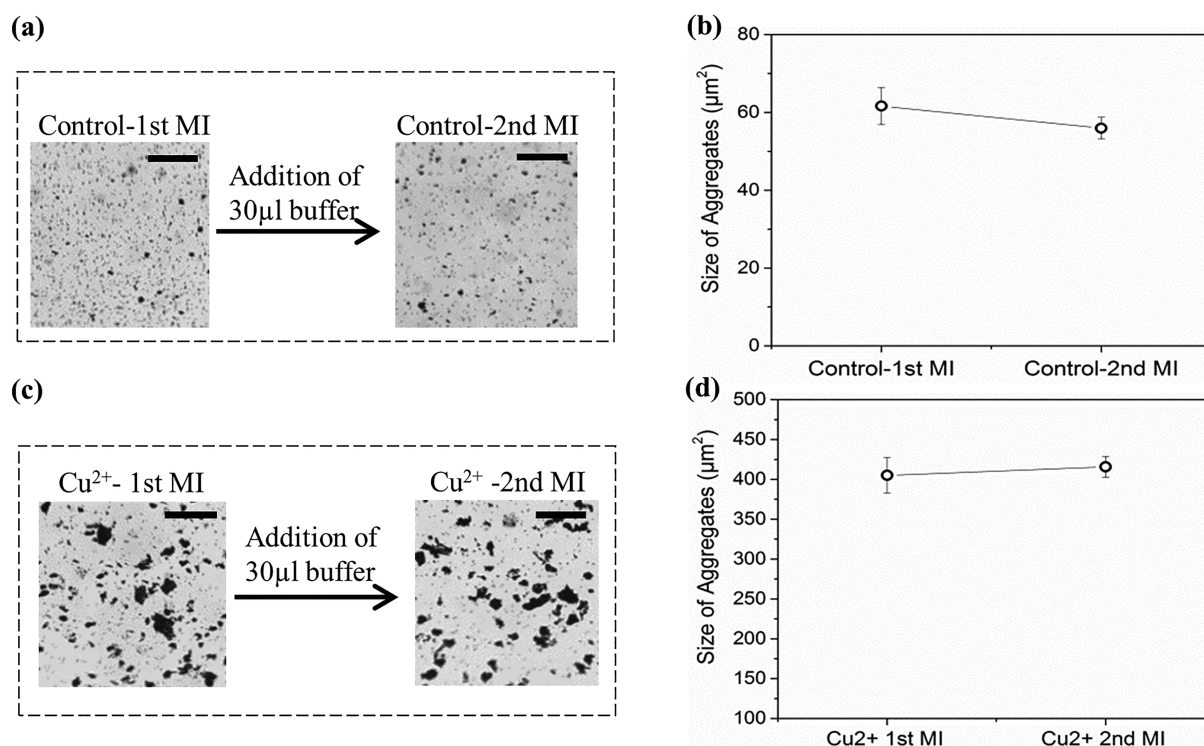 (a)
Control-1st MI
Control-2nd MI
Addition of
30µl buffer
(b)
80
60
40
20
0
Size of Aggregates (µm²)
Control-1st MI
Control-2nd MI
(c)
Cu²⁺- 1st MI
Cu²⁺ -2nd MI
Addition of
30µl buffer
(d)
500
450
400
350
300
250
200
150
100
Size of Aggregates (µm²)
Cu2+ 1st MI
Cu2+ 2nd MI